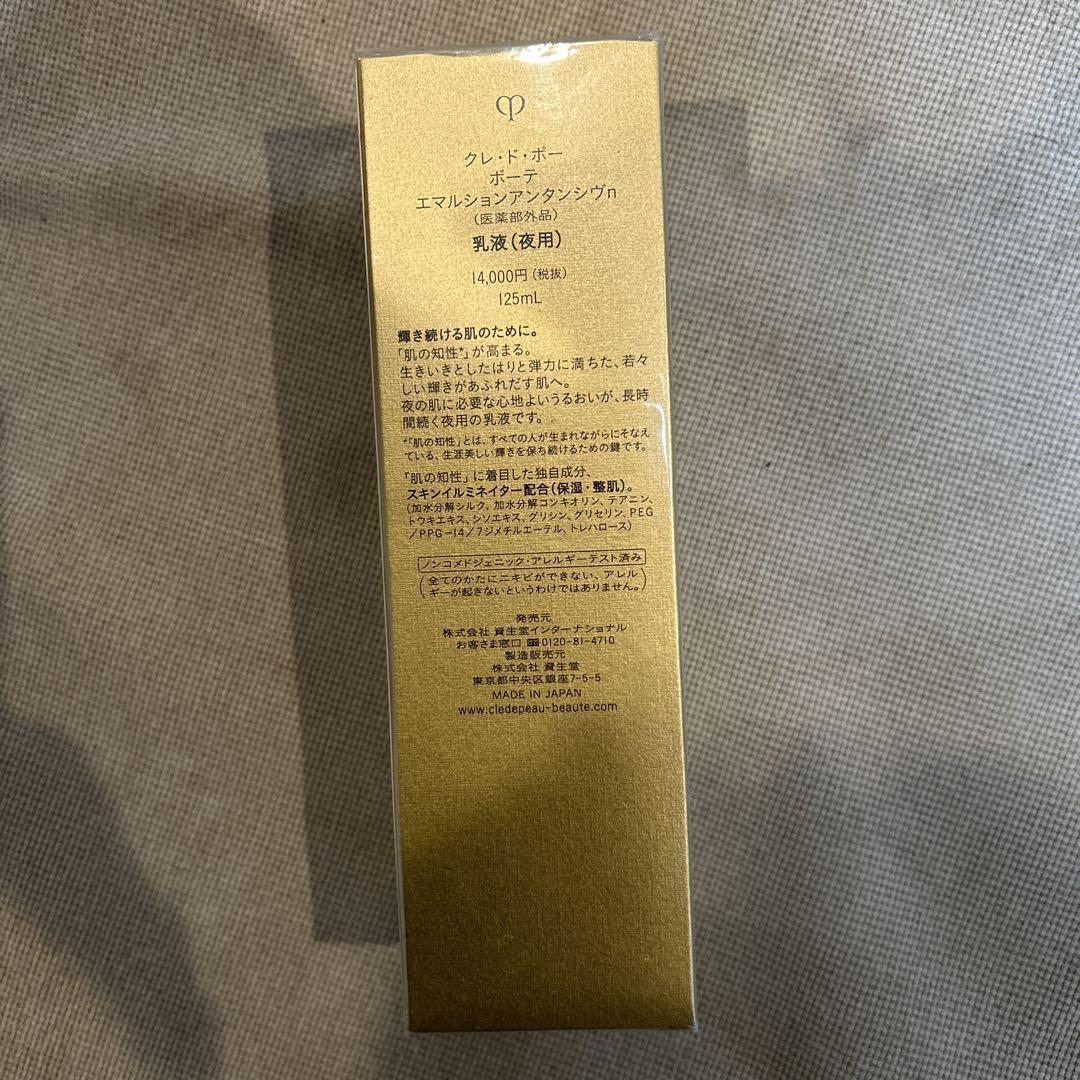 クレ・ド・ポー
ボーテ
エマルションアンタンシヴn
(医薬部外品)
乳液(夜用)
14,000円(税抜)
125mL
輝き続ける肌のために。
「肌の知性*」が高まる。
生きいきとしたはりと弾力に満ちた、若々
しい輝きがあふれだす肌へ。
夜の肌に必要な心地よいうるおいが、長時
間続く夜用の乳液です。
*「肌の知性」とは、すべての人が生まれながらにそなえ
ている、生涯美しい輝きを保ち続けるための鍵です。
「肌の知性」に着目した独自成分、
スキンイルミネイター配合(保湿・整肌)。
(加水分解シルク、加水分解コンキオリン、テアニン、
トウキエキス、シソエキス、グリシン、グリセリン、PEG
/PPG-14/7ジメチルエーテル、トレハロース)
ノンコメドジェニック・アレルギーテスト済み
(全てのかたにニキビができない、アレル
ギーが起きないというわけではありません。)
発売元
株式会社 資生堂インターナショナル
お客さま窓口 0120-81-4710
製造販売元
株式会社 資生堂
東京都中央区銀座7-5-5
MADE IN JAPAN
www.cledepeau-beaute.com